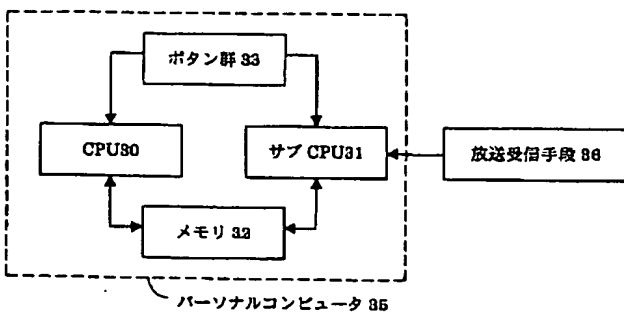 ボタン群 33
CPU30
サブ CPU31
放送受信手段 36
メモリ 32
パーソナルコンピュータ 35